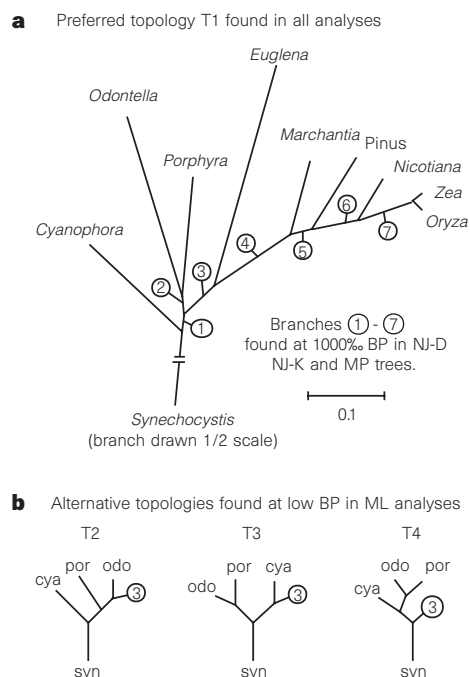 a Preferred topology T1 found in all analyses
Euglena
Odontella
Marchantia
Pinus
Porphyra
Nicotiana
Zea
Oryza
Cyanophora
6
7
4
5
3
2
1
Branches 1 - 7
found at 1000‰ BP in NJ-D
NJ-K and MP trees.
0.1
Synechocystis
(branch drawn 1/2 scale)
b Alternative topologies found at low BP in ML analyses
T2 T3 T4
cya por odo 3
syn
odo por cya 3
syn
cya odo por 3
syn